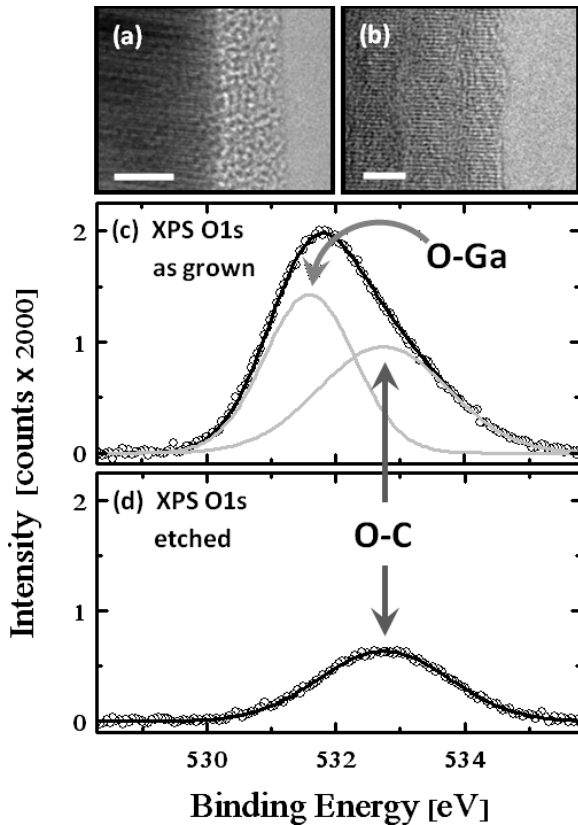 (a)
(b)
(c) XPS O1s
as grown
O-Ga
2
1
0
(d) XPS O1s
etched
O-C
2
1
0
530
532
534
Intensity [counts x 2000]
Binding Energy [eV]